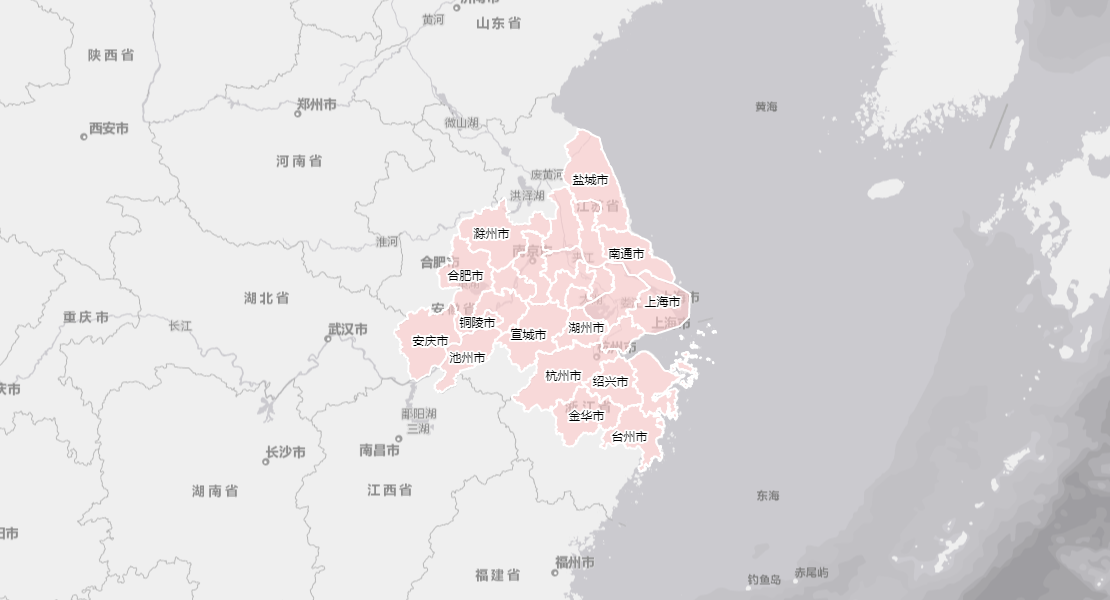 济南市
黄河
山东省
陕西省
郑州市
黄海
微山湖
西安市
河南省
废黄河
盐城市
洪泽湖
江苏省
滁州市
淮河
南京市
南通市
合肥
合肥市
湖北省
上海市
安徽省
重庆市
长江
铜陵市
湖州市
上海市
武汉市
宣城市
安庆市
杭州市
池州市
杭州市
绍兴市
庆市
浙江省
鄱阳湖
金华市
三湖
台州市
南昌市
长沙市
湖南省
江西省
东海
阳市
福州市
福建省
钓鱼岛
赤尾屿